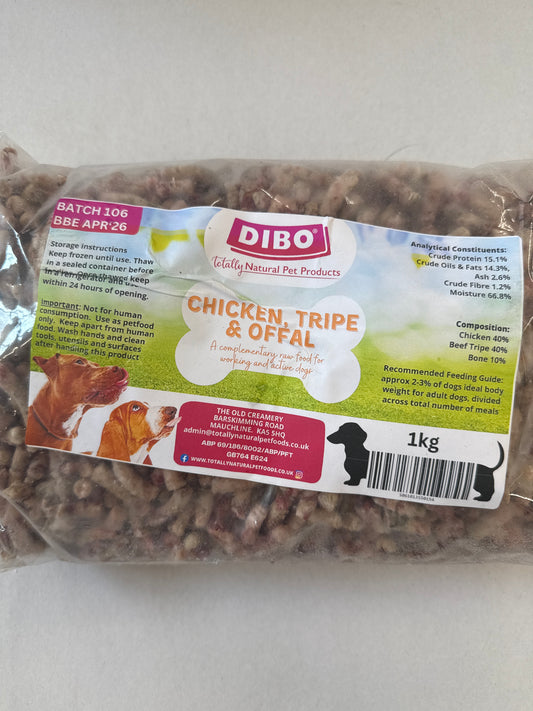 BATCH 106
BBE APR'26
DIBO®
Totally Natural Pet Products
Storage Instructions
Keep frozen until use. Thaw
in a sealed container before
in a refrigerator and use
within 24 hours of opening.
Important: Not for human
consumption. Use as petfood
only. Keep apart from human
food. Wash hands and clean
tools, utensils and surfaces
after handling this product
CHICKEN, TRIPE
& OFFAL
A complementary raw food for
working and active dogs
Analytical Constituents:
Crude Protein 15.1%
Crude Oils & Fats 14.3%,
Ash 2.6%
Crude Fibre 1.2%
Moisture 66.8%
Composition:
Chicken 40%
Beef Tripe 40%
Bone 10%
Recommended Feeding Guide:
approx 2-3% of dogs ideal body
weight for adult dogs, divided
across total number of meals
THE OLD CREAMERY
BARSKIMMING ROAD
MAUCHLINE. KA5 5HQ
admin@totallynaturalpetfoods.co.uk
ABP 69/186/8002/ABP/PFT
GB764 E624
WWW.TOTALLYNATURALPETFOODS.CO.UK
1kg